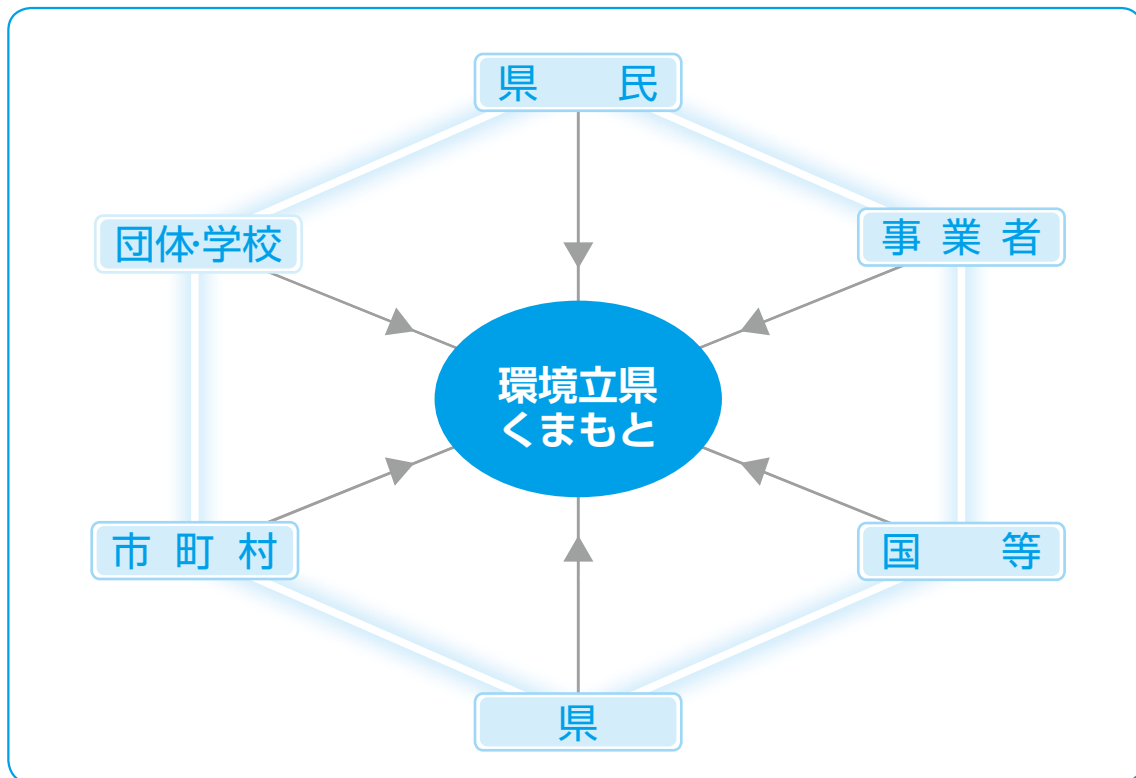 県　民
団体・学校
事業者
環境立県
くまもと
市町村
国　等
県